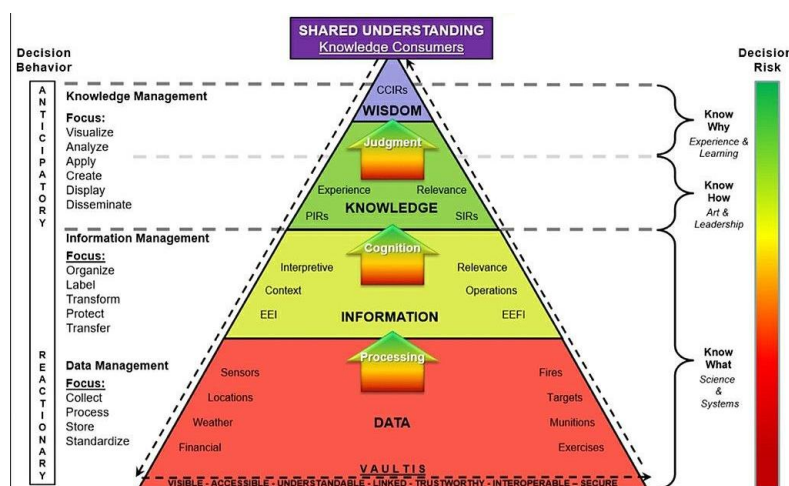 SHARED UNDERSTANDING
Knowledge Consumers
Decision
Behavior
ANTICIPATORY
REACTIONARY
Knowledge Management
Focus:
Visualize
Analyze
Apply
Create
Display
Disseminate
Information Management
Focus:
Organize
Label
Transform
Protect
Transfer
Data Management
Focus:
Collect
Process
Store
Standardize
CCIRs
WISDOM
Judgment
Experience Relevance
KNOWLEDGE
PIRs SIRs
Cognition
Interpretive Relevance
Context Operations
EEI EEFI
INFORMATION
Processing
Sensors Fires
Locations Targets
DATA
Weather Munitions
Financial Exercises
VAULTIS
VISIBLE - ACCESSIBLE - UNDERSTANDABLE - LINKED - TRUSTWORTHY - INTEROPERABLE – SECURE
Know
Why
Experience &
Learning
Know
How
Art &
Leadership
Know
What
Science
&
Systems
Decision
Risk